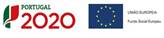 PORTUGAL
2020
UNIÃO EUROPEIA
Fundo Social Europeu